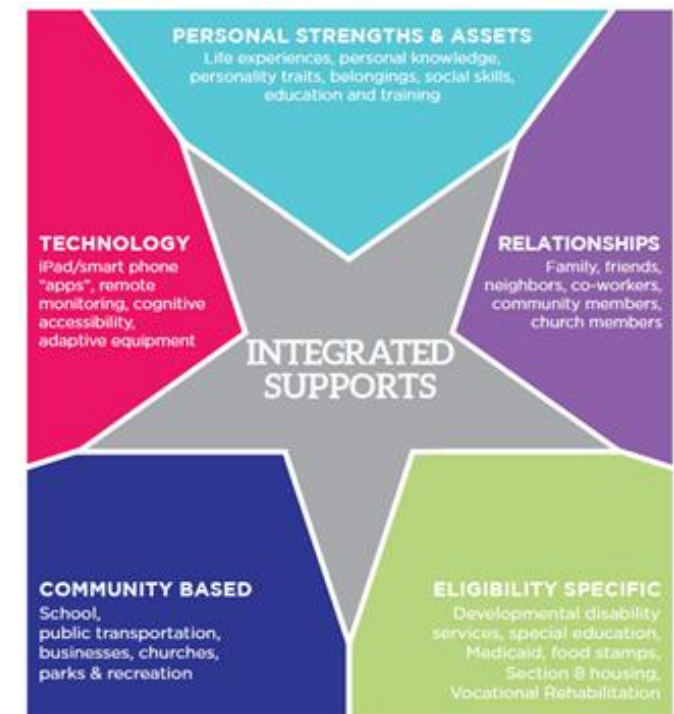 PERSONAL STRENGTHS & ASSETS
Life experiences, personal knowledge,
personality traits, belongings, social skills,
education and training
TECHNOLOGY
iPad/smart phone
"apps", remote
monitoring, cognitive
accessibility,
adaptive equipment
RELATIONSHIPS
Family, friends,
neighbors, co-workers,
community members,
church members
INTEGRATED
SUPPORTS
COMMUNITY BASED
School,
public transportation,
businesses, churches,
parks & recreation
ELIGIBILITY SPECIFIC
Developmental disability
services, special education,
Medicaid, food stamps,
Section 8 housing,
Vocational Rehabilitation